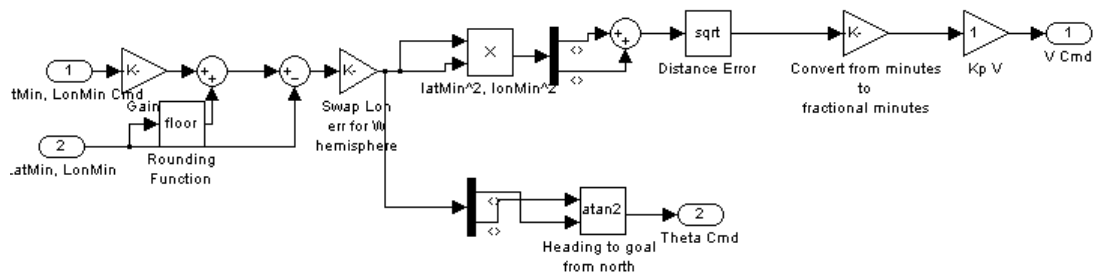 1
tMin, LonMin Cmd
K-
Gain
+
+
floor
Rounding
Function
2
LatMin, LonMin
+
−
K-
Swap Lon
err for W
hemisphere
×
latMin^2, lonMin^2
<>
<>
+
+
sqrt
Distance Error
K-
Convert from minutes
to
fractional minutes
1
Kp V
1
V Cmd
<>
<>
atan2
Heading to goal
from north
2
Theta Cmd